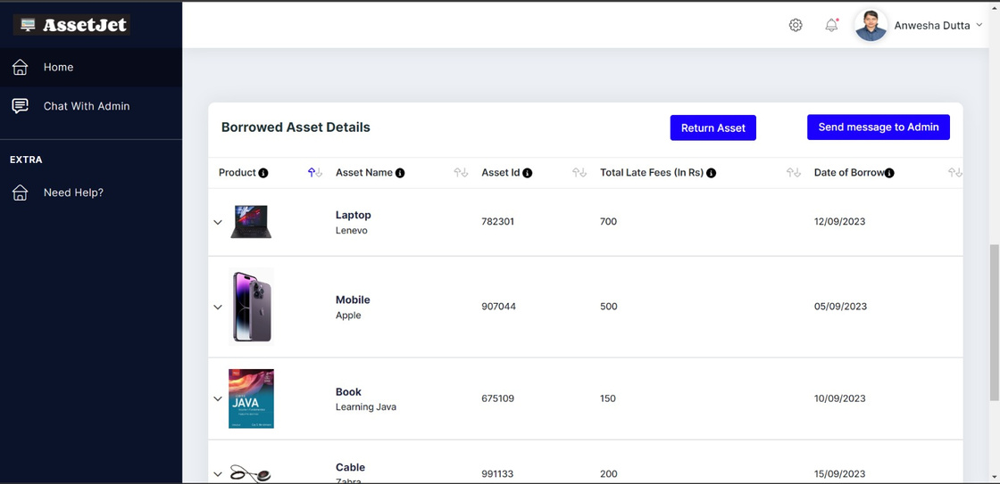 AssetJet
Anwesha Dutta
Home
Chat With Admin
EXTRA
Need Help?
Borrowed Asset Details
Return Asset
Send message to Admin
Product Asset Name Asset Id Total Late Fees (In Rs) Date of Borrow
Laptop
Lenevo
782301 700 12/09/2023
Mobile
Apple
907044 500 05/09/2023
JAVA
Book
Learning Java
675109 150 10/09/2023
Cable
Zabra
991133 200 15/09/2023